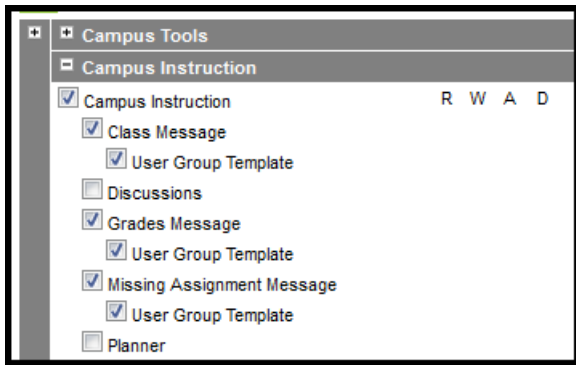 Campus Tools
Campus Instruction
Campus Instruction R W A D
Class Message
User Group Template
Discussions
Grades Message
User Group Template
Missing Assignment Message
User Group Template
Planner